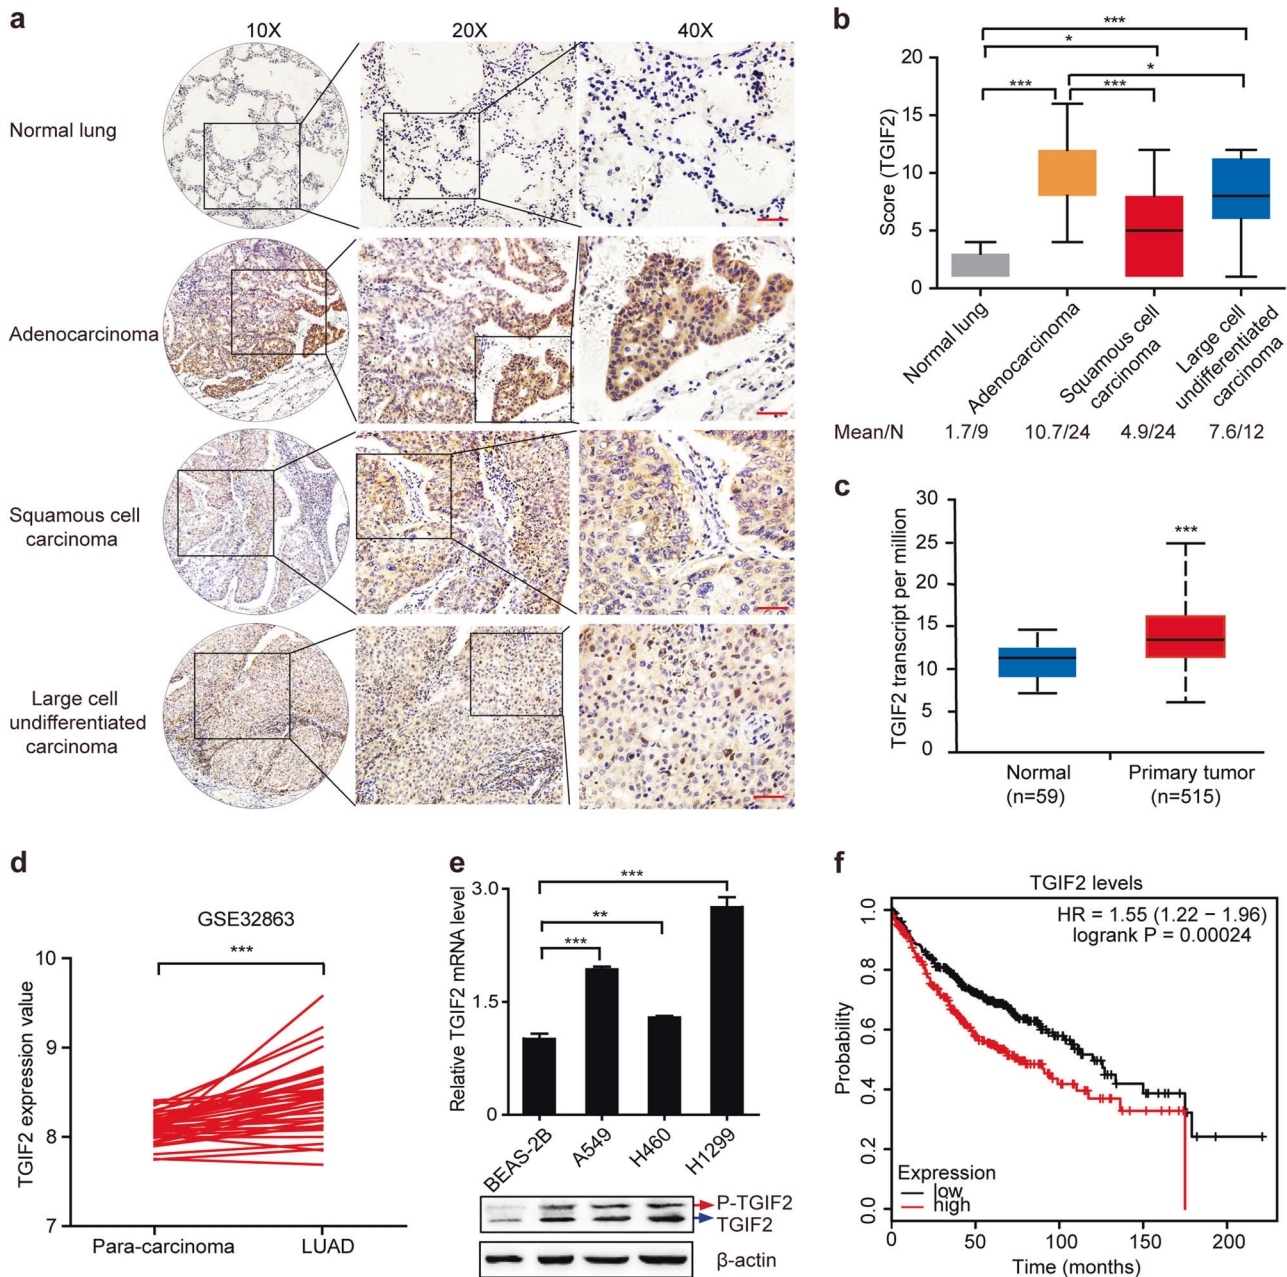 a
10X
20X
40X
Normal lung
Adenocarcinoma
Squamous cell
carcinoma
Large cell
undifferentiated
carcinoma
b
***
*
*
***
***
20
15
10
5
0
Score (TGIF2)
Normal lung
Adenocarcinoma
Squamous cell
carcinoma
Large cell
undifferentiated
carcinoma
Mean/N 1.7/9 10.7/24 4.9/24 7.6/12
c
30
25
20
15
10
5
0
TGIF2 transcript per million
***
Normal
(n=59)
Primary tumor
(n=515)
d
GSE32863
***
10
9
8
7
TGIF2 expression value
Para-carcinoma
LUAD
e
***
**
***
3.0
1.5
0
Relative TGIF2 mRNA level
BEAS-2B
A549
H460
H1299
P-TGIF2
TGIF2
β-actin
f
TGIF2 levels
HR = 1.55 (1.22 − 1.96)
logrank P = 0.00024
1.0
0.8
0.6
0.4
0.2
0.0
Probability
Expression
low
high
0 50 100 150 200
Time (months)